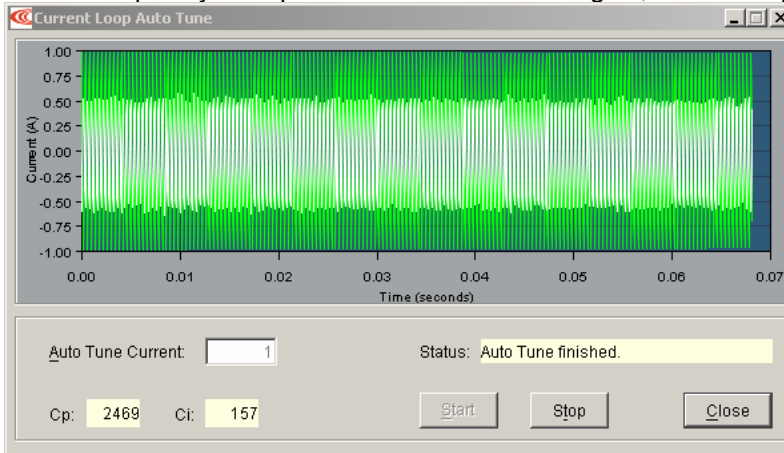 Current Loop Auto Tune
1.00
0.75
0.50
0.25
0.00
-0.25
-0.50
-0.75
-1.00
Current (A)
0.00 0.01 0.02 0.03 0.04 0.05 0.06 0.07
Time (seconds)
Auto Tune Current: 1
Status: Auto Tune finished.
Cp: 2469 Ci: 157
Start Stop Close